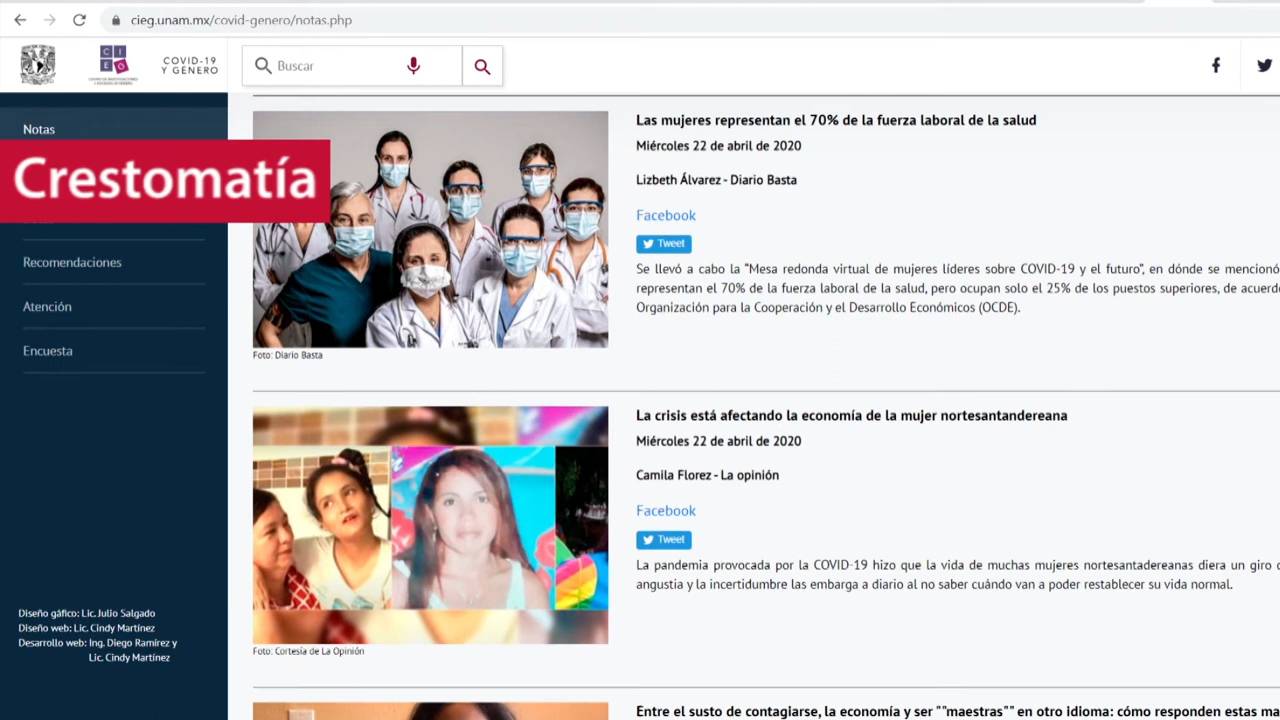 cieg.unam.mx/covid-genero/notas.php
CIEG
COVID-19
Y GÉNERO
Buscar
Notas
Crestomatía
Recomendaciones
Atención
Encuesta
Diseño gáfico: Lic. Julio Salgado
Diseño web: Lic. Cindy Martínez
Desarrollo web: Ing. Diego Ramírez y
Lic. Cindy Martínez
Foto: Diario Basta
Las mujeres representan el 70% de la fuerza laboral de la salud
Miércoles 22 de abril de 2020
Lizbeth Álvarez - Diario Basta
Facebook
Tweet
Se llevó a cabo la "Mesa redonda virtual de mujeres líderes sobre COVID-19 y el futuro", en dónde se mencionó
representan el 70% de la fuerza laboral de la salud, pero ocupan solo el 25% de los puestos superiores, de
Organización para la Cooperación y el Desarrollo Económicos (OCDE).
Foto: Cortesía de La Opinión
La crisis está afectando la economía de la mujer nortesantandereana
Miércoles 22 de abril de 2020
Camila Florez - La opinión
Facebook
Tweet
La pandemia provocada por la COVID-19 hizo que la vida de muchas mujeres nortesantadereanas diera un giro
angustia y la incertidumbre las embarga a diario al no saber cuándo van a poder restablecer su vida normal.
Entre el susto de contagiarse, la economía y ser ""maestras"" en otro idioma: cómo responden estas